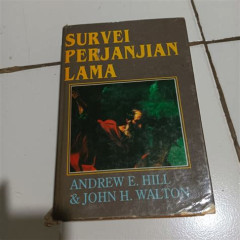 SURVEI
PERJANJIAN
LAMA
ANDREW E. HILL
& JOHN H. WALTON